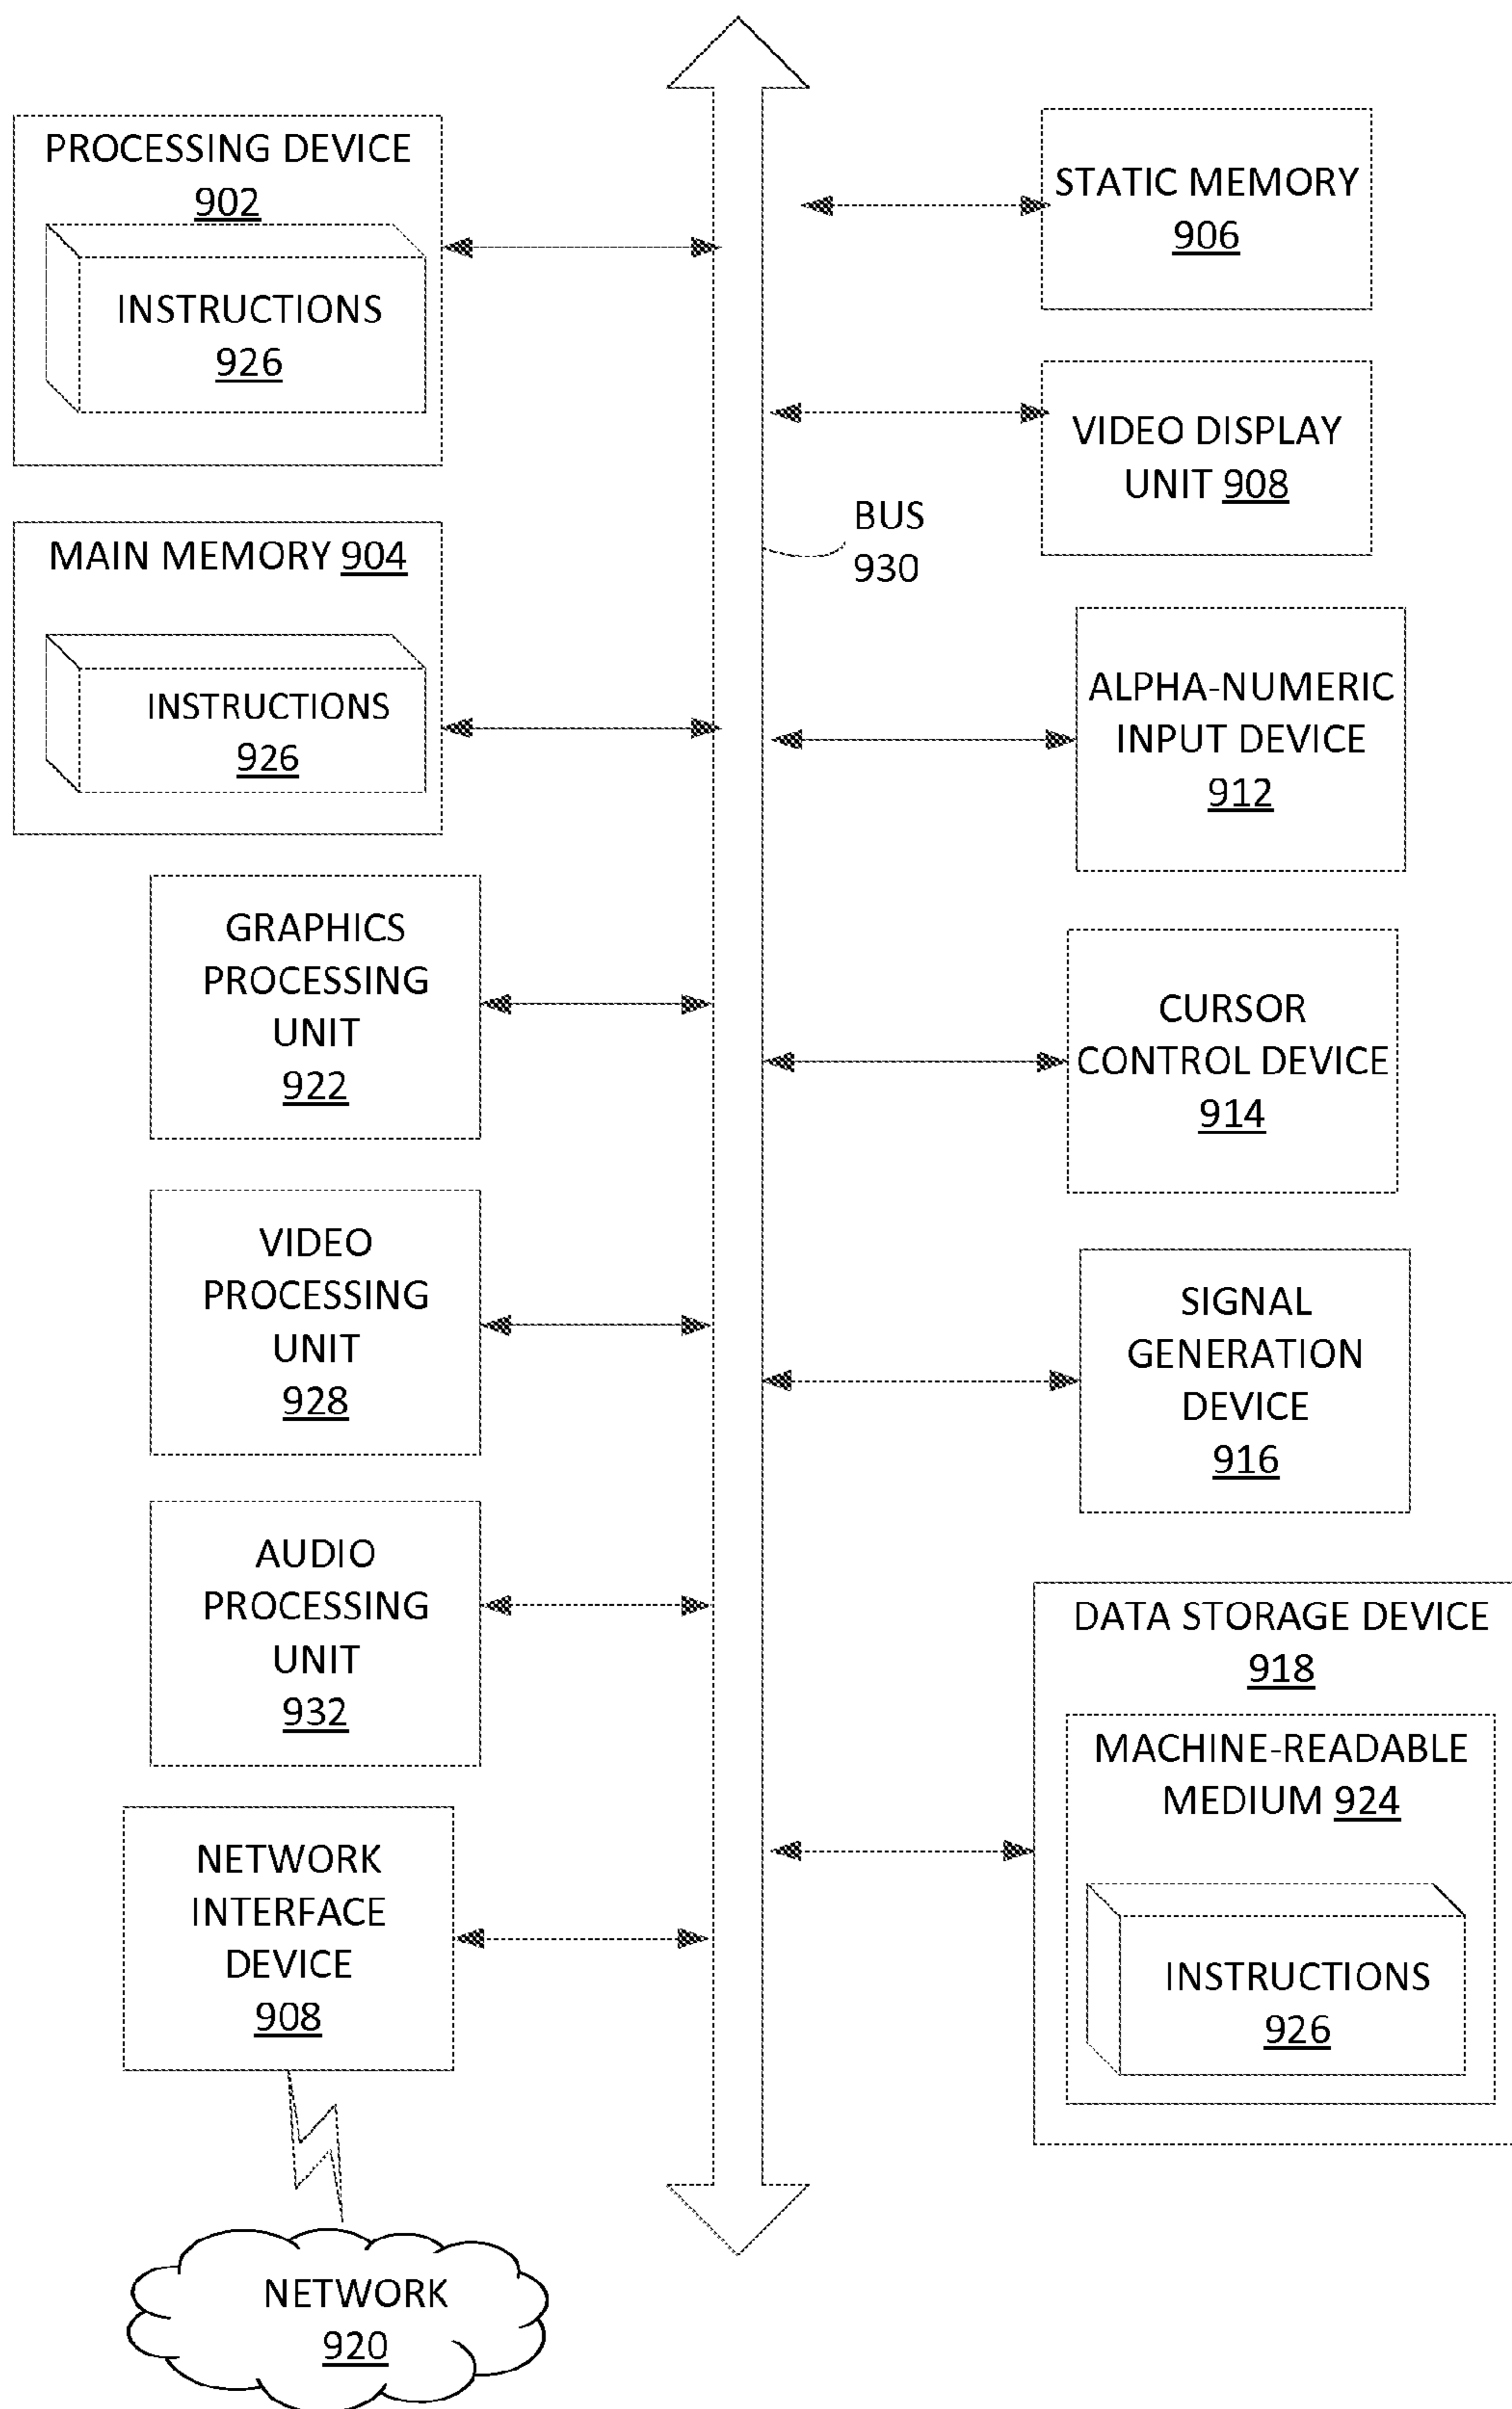 PROCESSING DEVICE
902
INSTRUCTIONS
926
MAIN MEMORY 904
INSTRUCTIONS
926
GRAPHICS
PROCESSING
UNIT
922
VIDEO
PROCESSING
UNIT
928
AUDIO
PROCESSING
UNIT
932
NETWORK
INTERFACE
DEVICE
908
NETWORK
920
BUS
930
STATIC MEMORY
906
VIDEO DISPLAY
UNIT 908
ALPHA-NUMERIC
INPUT DEVICE
912
CURSOR
CONTROL DEVICE
914
SIGNAL
GENERATION
DEVICE
916
DATA STORAGE DEVICE
918
MACHINE-READABLE
MEDIUM 924
INSTRUCTIONS
926